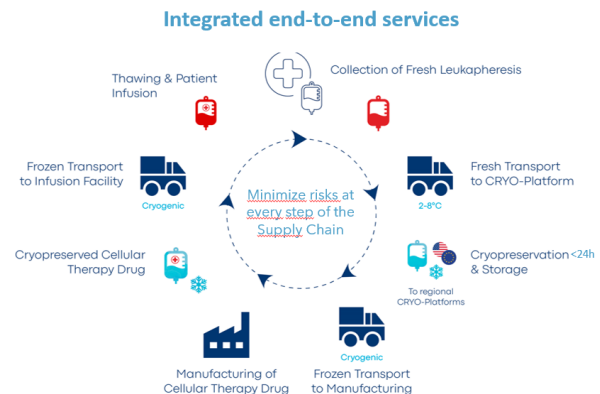 Integrated end-to-end services
Collection of Fresh Leukapheresis
Fresh Transport
to CRYO-Platform
2-8°C
Cryopreservation <24h
& Storage
To regional
CRYO-Platforms
Frozen Transport
to Manufacturing
Cryogenic
Manufacturing of
Cellular Therapy Drug
Cryopreserved Cellular
Therapy Drug
Frozen Transport
to Infusion Facility
Cryogenic
Thawing & Patient
Infusion
Minimize risks at
every step of the
Supply Chain